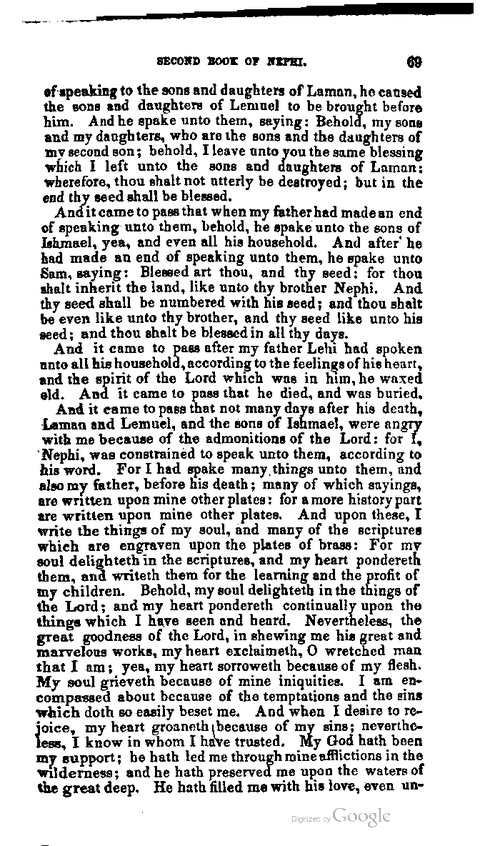 SECOND BOOK OF NEPHI. 69
of speaking to the sons and daughters of Laman, he caused
the sons and daughters of Lemuel to be brought before
him. And he spake unto them, saying: Behold, my sons
and my daughters, who are the sons and the daughters of
my second son; behold, I leave unto you the same blessing
which I left unto the sons and daughters of Laman:
wherefore, thou shalt not utterly be destroyed; but in the
end thy seed shall be blessed.
And it came to pass that when my father had made an end
of speaking unto them, behold, he spake unto the sons of
Ishmael, yea, and even all his household. And after he
had made an end of speaking unto them, he spake unto
Sam, saying: Blessed art thou, and thy seed: for thou
shalt inherit the land, like unto thy brother Nephi. And
thy seed shall be numbered with his seed; and thou shalt
be even like unto thy brother, and thy seed like unto his
seed; and thou shalt be blessed in all thy days.
And it came to pass after my father Lehi had spoken
unto all his household, according to the feelings of his heart,
and the spirit of the Lord which was in him, he waxed
old. And it came to pass that he died, and was buried.
And it came to pass that not many days after his death,
Laman and Lemuel, and the sons of Ishmael, were angry
with me because of the admonitions of the Lord: for I,
Nephi, was constrained to speak unto them, according to
his word. For I had spake many things unto them, and
also my father, before his death; many of which sayings,
are written upon mine other plates: for a more history part
are written upon mine other plates. And upon these, I
write the things of my soul, and many of the scriptures
which are engraven upon the plates of brass: For my
soul delighteth in the scriptures, and my heart pondereth
them, and writeth them for the learning and the profit of
my children. Behold, my soul delighteth in the things of
the Lord; and my heart pondereth continually upon the
things which I have seen and heard. Nevertheless, the
great goodness of the Lord, in shewing me his great and
marvelous works, my heart exclaimeth, O wretched man
that I am; yea, my heart sorroweth because of my flesh.
My soul grieveth because of mine iniquities. I am en-
compassed about because of the temptations and the sins
which doth so easily beset me. And when I desire to re-
joice, my heart groaneth because of my sins; neverthe-
less, I know in whom I have trusted. My God hath been
my support; he hath led me through mine afflictions in the
wilderness; and he hath preserved me upon the waters of
the great deep. He hath filled me with his love, even un-
Digitized by Google